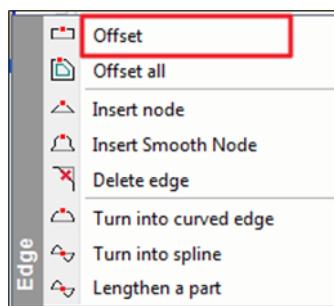 Offset
Offset all
Insert node
Insert Smooth Node
Delete edge
Turn into curved edge
Turn into spline
Lengthen a part
Edge